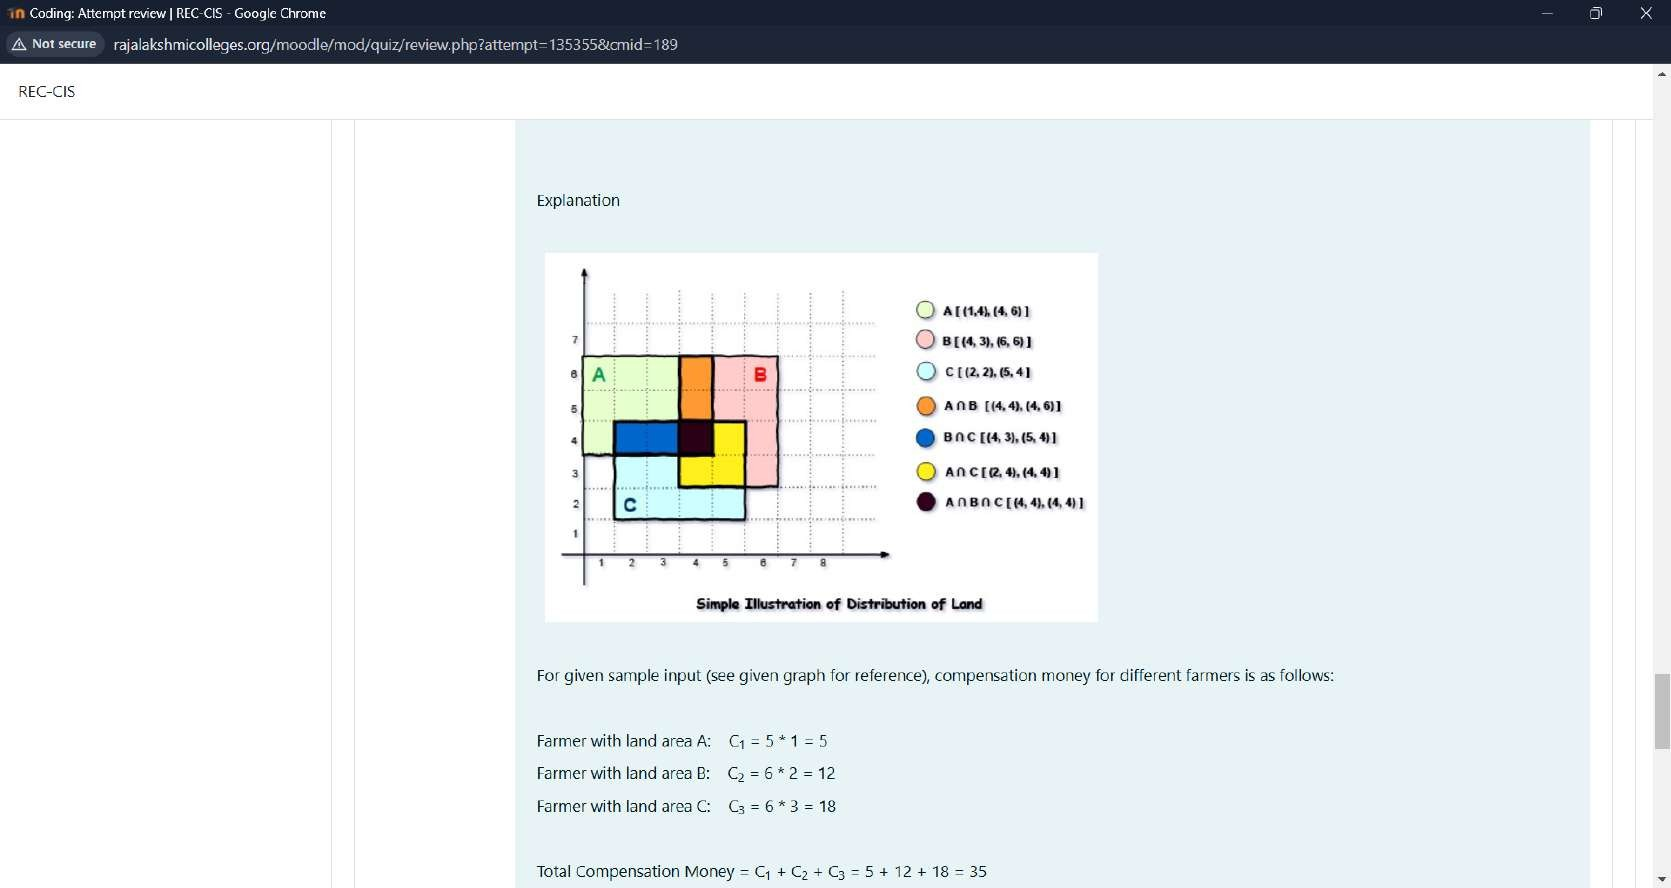 Coding: Attempt review | REC-CIS - Google Chrome
Not secure rajalakshmicolleges.org/moodle/mod/quiz/review.php?attempt=135355&cmid=189
REC-CIS
Explanation
7
6
5
4
3
2
1
A
B
C
1 2 3 4 5 6 7 8
A [ (1,4), (4, 6) ]
B [ (4, 3), (6, 6) ]
C [ (2, 2), (5, 4 ]
A ∩ B [(4, 4), (4, 6)]
B ∩ C [(4, 3), (5, 4)]
A ∩ C [ (2, 4), (4, 4) ]
A ∩ B ∩ C [ (4, 4), (4, 4) ]
Simple Illustration of Distribution of Land
For given sample input (see given graph for reference), compensation money for different farmers is as follows:
Farmer with land area A: C₁ = 5 * 1 = 5
Farmer with land area B: C₂ = 6 * 2 = 12
Farmer with land area C: C₃ = 6 * 3 = 18
Total Compensation Money = C₁ + C₂ + C₃ = 5 + 12 + 18 = 35